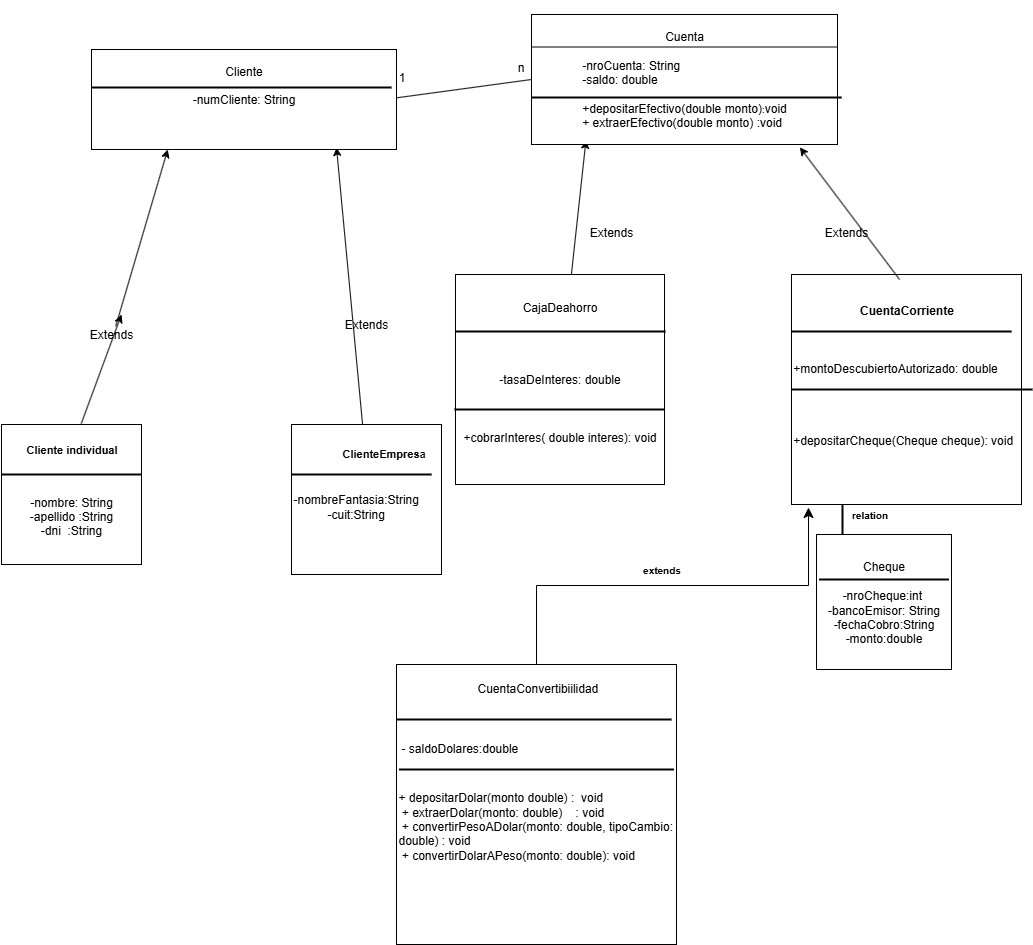 Cuenta
-nroCuenta: String
-saldo: double
+depositarEfectivo(double monto):void
+ extraerEfectivo(double monto) :void
Cliente
-numCliente: String
1
n
Extends
Extends
Extends
Extends
CajaDeahorro
-tasaDeInteres: double
+cobrarInteres( double interes): void
CuentaCorriente
+montoDescubiertoAutorizado: double
+depositarCheque(Cheque cheque): void
Cliente individual
-nombre: String
-apellido :String
-dni  :String
ClienteEmpresa
-nombreFantasia:String
-cuit:String
relation
extends
Cheque
-nroCheque:int
-bancoEmisor: String
-fechaCobro:String
-monto:double
CuentaConvertibiilidad
- saldoDolares:double
+ depositarDolar(monto double) :  void
+ extraerDolar(monto: double)    : void
+ convertirPesoADolar(monto: double, tipoCambio:
double) : void
+ convertirDolarAPeso(monto: double): void